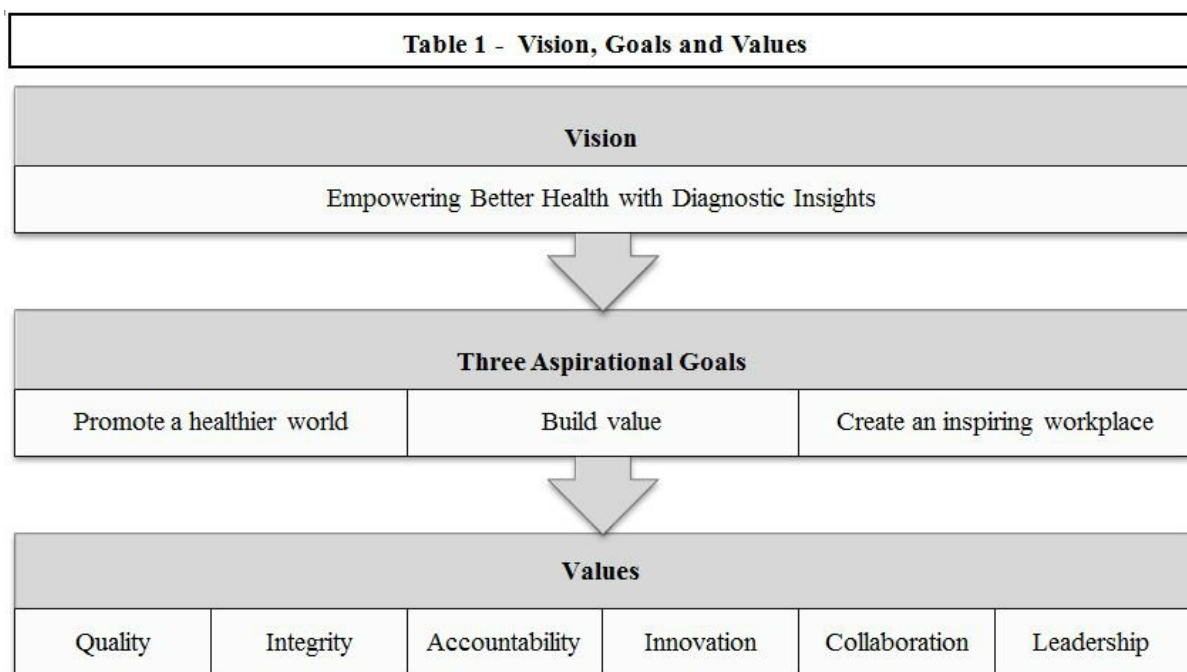 Table 1 - Vision, Goals and Values
Vision
Empowering Better Health with Diagnostic Insights
Three Aspirational Goals
Promote a healthier world Build value Create an inspiring workplace
Values
Quality Integrity Accountability Innovation Collaboration Leadership